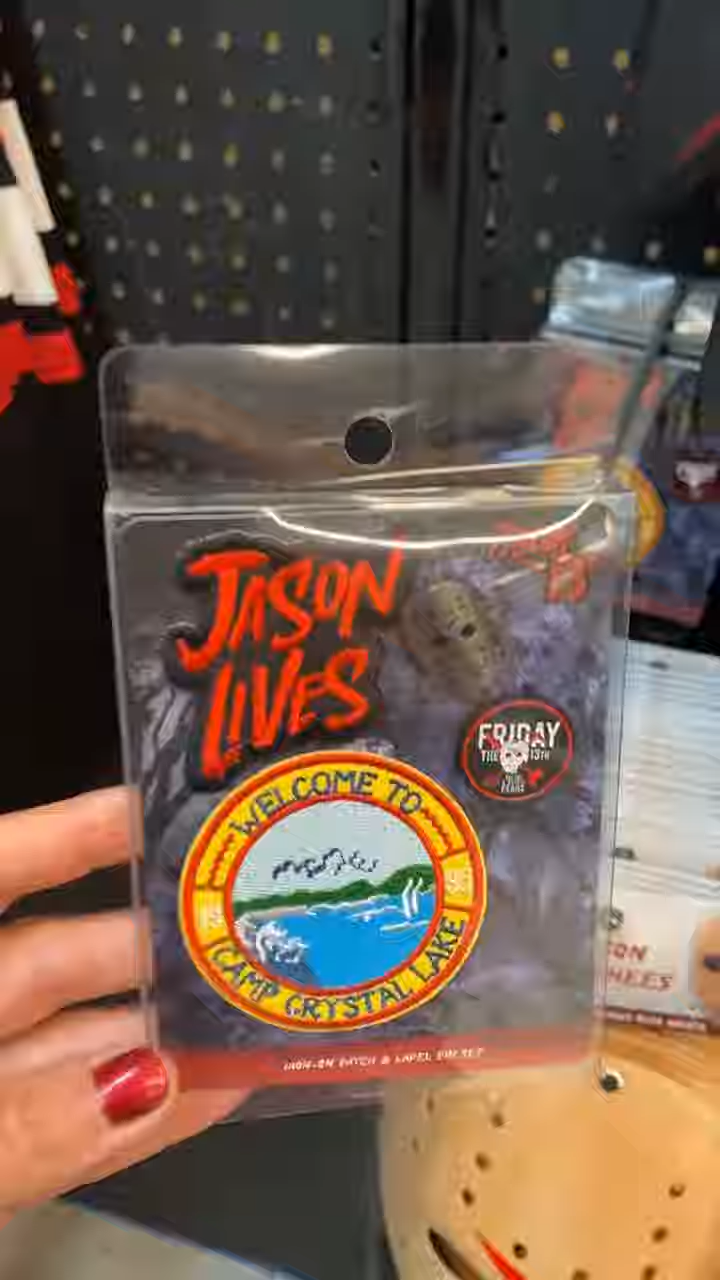 JASON
LIVES
FRIDAY
THE 13TH
WELCOME TO
CAMP CRYSTAL LAKE
IRON-ON PATCH & LAPEL PIN SET